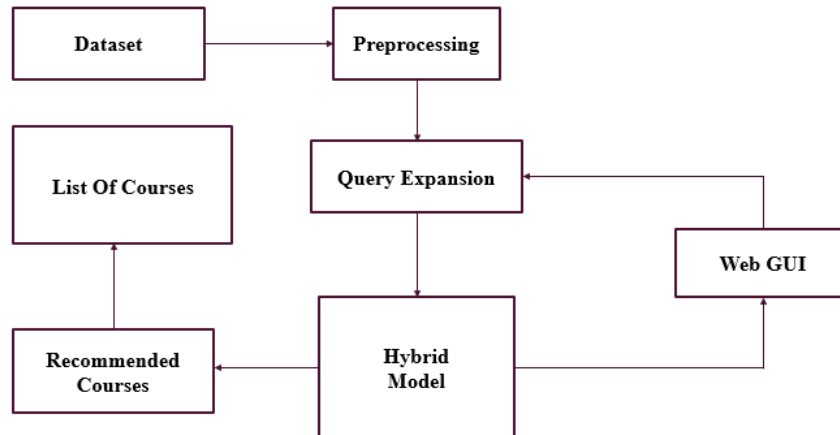 Dataset
Preprocessing
List Of Courses
Query Expansion
Web GUI
Recommended
Courses
Hybrid
Model